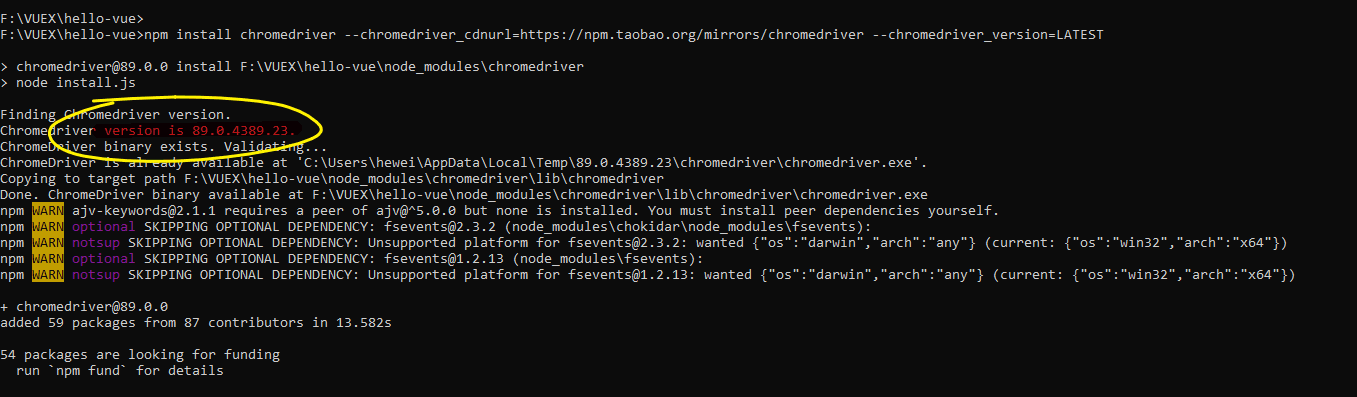 F:\VUEX\hello-vue>
F:\VUEX\hello-vue>npm install chromedriver --chromedriver_cdnurl=https://npm.taobao.org/mirrors/chromedriver --chromedriver_version=LATEST
> chromedriver@89.0.0 install F:\VUEX\hello-vue\node_modules\chromedriver
> node install.js
Finding Chromedriver version.
Chromedriver version is 89.0.4389.23.
ChromeDriver binary exists. Validating...
ChromeDriver is already available at 'C:\Users\hewei\AppData\Local\Temp\89.0.4389.23\chromedriver\chromedriver.exe'.
Copying to target path F:\VUEX\hello-vue\node_modules\chromedriver\lib\chromedriver
Done. ChromeDriver binary available at F:\VUEX\hello-vue\node_modules\chromedriver\lib\chromedriver\chromedriver.exe
npm WARN ajv-keywords@2.1.1 requires a peer of ajv@^5.0.0 but none is installed. You must install peer dependencies yourself.
npm WARN optional SKIPPING OPTIONAL DEPENDENCY: fsevents@2.3.2 (node_modules\chokidar\node_modules\fsevents):
npm WARN notsup SKIPPING OPTIONAL DEPENDENCY: Unsupported platform for fsevents@2.3.2: wanted {"os":"darwin","arch":"any"} (current: {"os":"win32","arch":"x64"})
npm WARN optional SKIPPING OPTIONAL DEPENDENCY: fsevents@1.2.13 (node_modules\fsevents):
npm WARN notsup SKIPPING OPTIONAL DEPENDENCY: Unsupported platform for fsevents@1.2.13: wanted {"os":"darwin","arch":"any"} (current: {"os":"win32","arch":"x64"})
+ chromedriver@89.0.0
added 59 packages from 87 contributors in 13.582s
54 packages are looking for funding
run `npm fund` for details